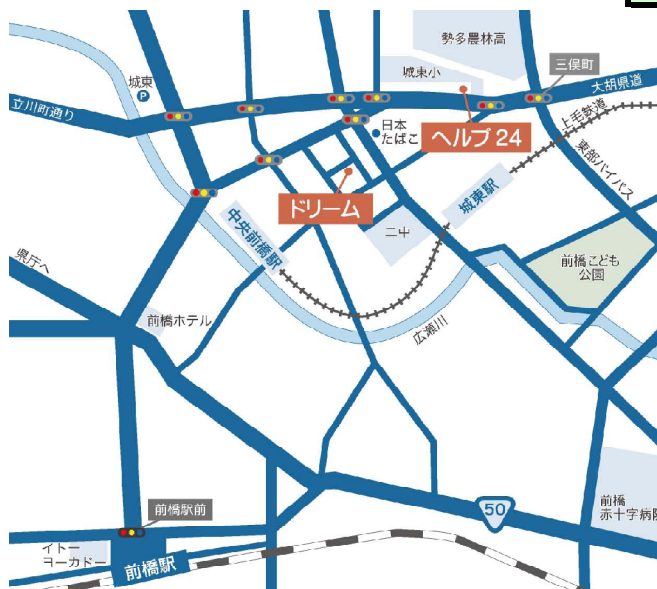 勢多農林高
三俣町
城東
P
城東小
大胡県道
立川町通り
上毛鉄道
日本
たばこ
ヘルプ24
東部バイパス
ドリーム
城東駅
中央前橋駅
二中
県庁へ
前橋こども
公園
前橋ホテル
広瀬川
50
前橋
赤十字病院
前橋駅前
イトー
ヨーカドー
前橋駅